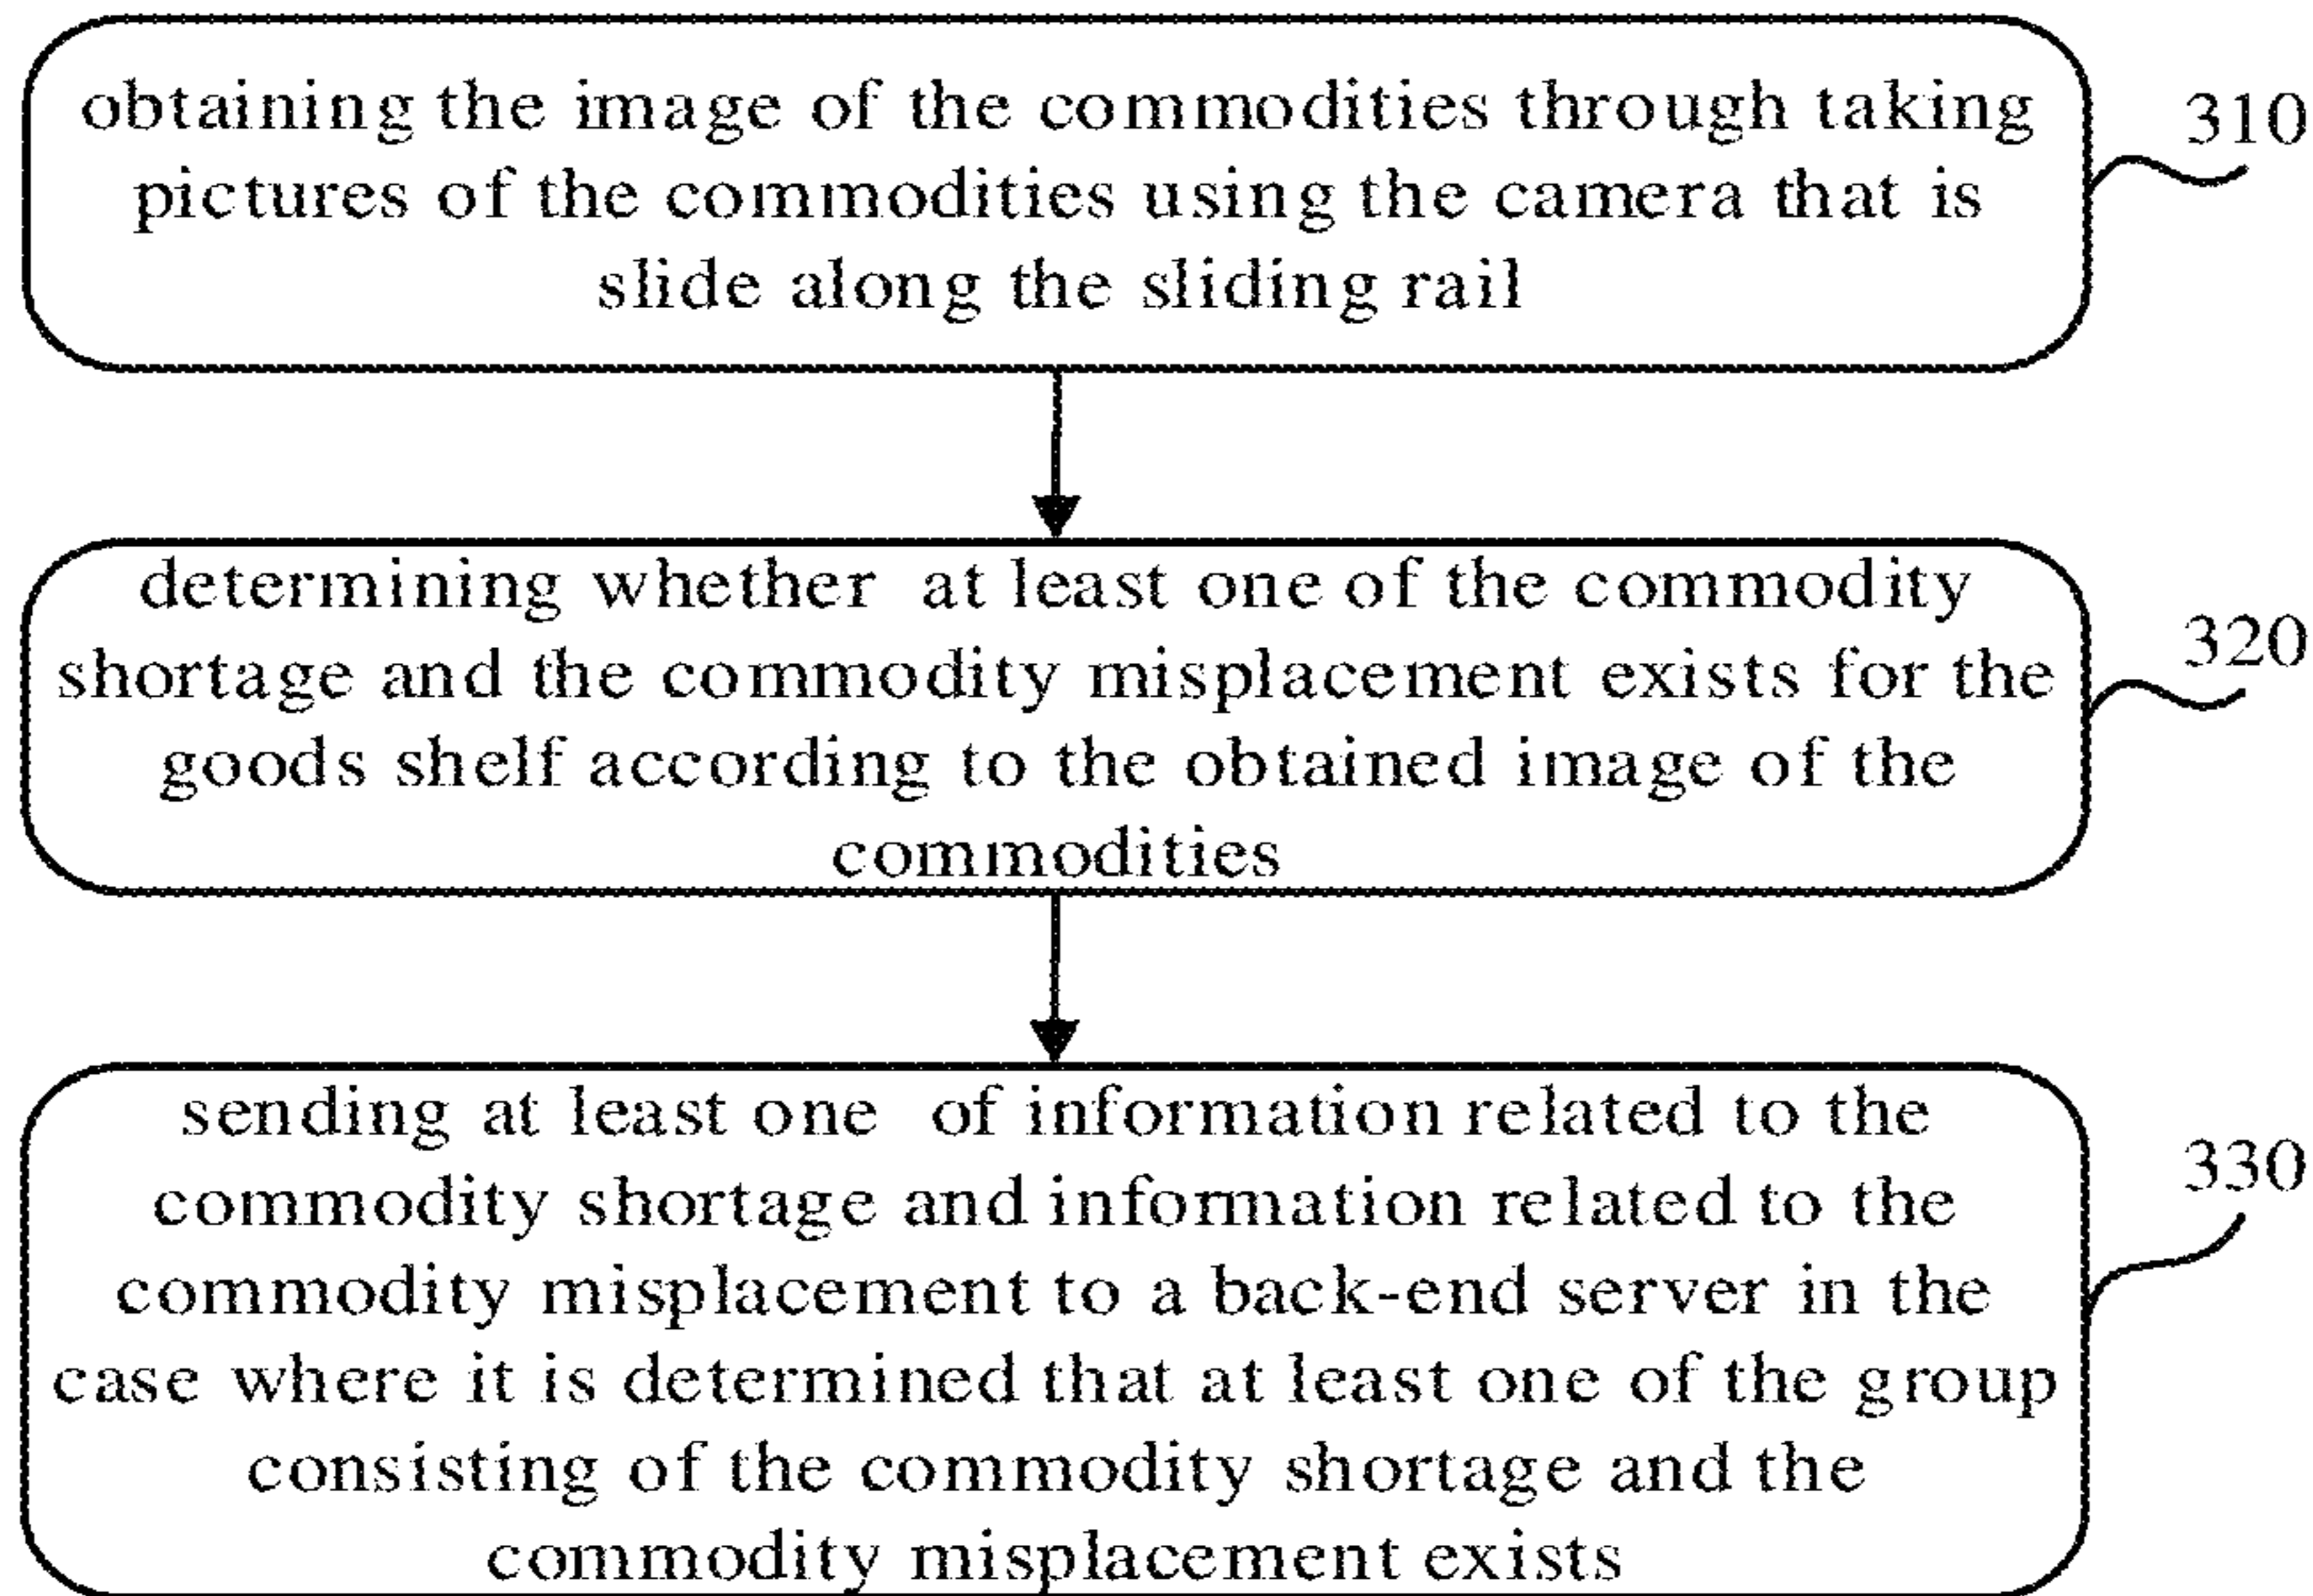 obtaining the image of the commodities through taking
pictures of the commodities using the camera that is
slide along the sliding rail
310
determining whether at least one of the commodity
shortage and the commodity misplacement exists for the
goods shelf according to the obtained image of the
commodities
320
sending at least one of information related to the
commodity shortage and information related to the
commodity misplacement to a back-end server in the
case where it is determined that at least one of the group
consisting of the commodity shortage and the
commodity misplacement exists
330